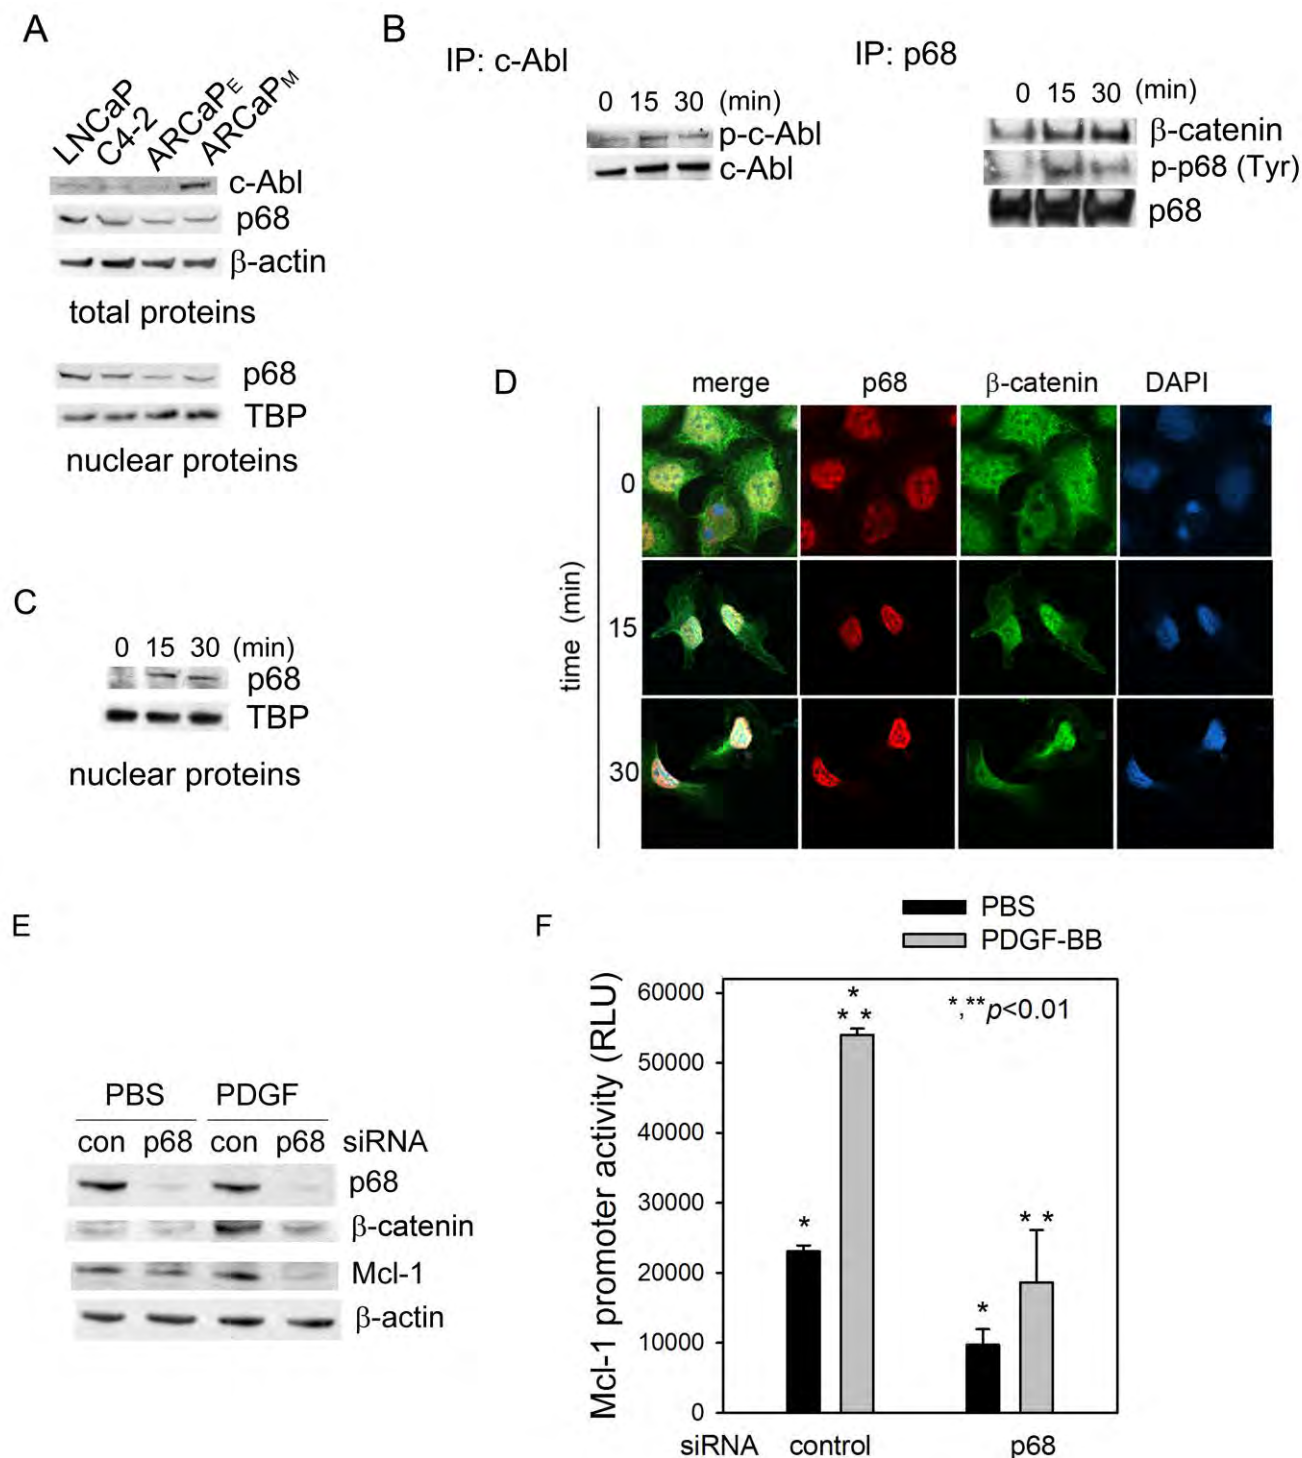 A
LNCaP
C4-2
ARCaP_E
ARCaP_M
c-Abl
p68
β-actin
total proteins
p68
TBP
nuclear proteins
B
IP: c-Abl
0 15 30 (min)
p-c-Abl
c-Abl
IP: p68
0 15 30 (min)
β-catenin
p-p68 (Tyr)
p68
C
0 15 30 (min)
p68
TBP
nuclear proteins
D
merge p68 β-catenin DAPI
time (min)
0
15
30
E
PBS PDGF
con p68 con p68 siRNA
p68
β-catenin
Mcl-1
β-actin
F
PBS
PDGF-BB
Mcl-1 promoter activity (RLU)
60000
50000
40000
30000
20000
10000
0
*,**p<0.01
*
*
* *
*
* *
siRNA control p68